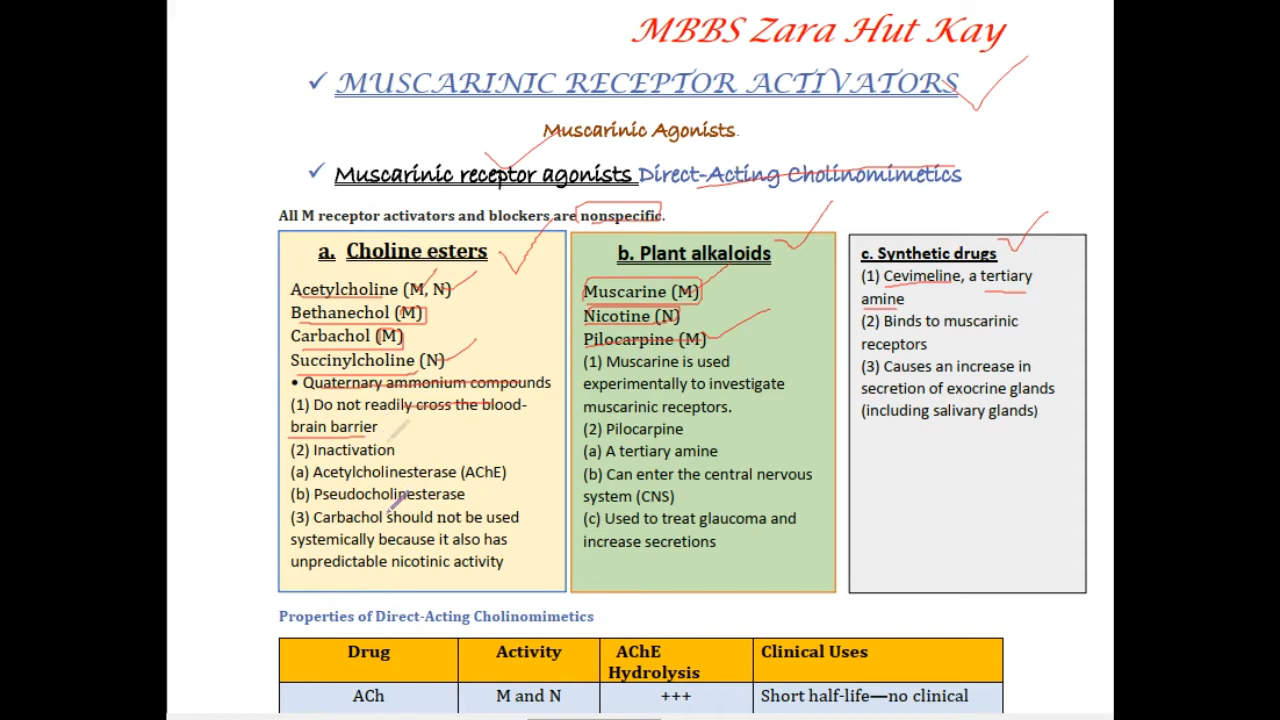 MBBS Zara Hut Kay
✓ MUSCARINIC RECEPTOR ACTIVATORS
Muscarinic Agonists.
✓ Muscarinic receptor agonists Direct-Acting Cholinomimetics
All M receptor activators and blockers are nonspecific.
a. Choline esters
Acetylcholine (M, N)
Bethanechol (M)
Carbachol (M)
Succinylcholine (N)
• Quaternary ammonium compounds
(1) Do not readily cross the blood-
brain barrier
(2) Inactivation
(a) Acetylcholinesterase (AChE)
(b) Pseudocholinesterase
(3) Carbachol should not be used
systemically because it also has
unpredictable nicotinic activity
b. Plant alkaloids
Muscarine (M)
Nicotine (N)
Pilocarpine (M)
(1) Muscarine is used
experimentally to investigate
muscarinic receptors.
(2) Pilocarpine
(a) A tertiary amine
(b) Can enter the central nervous
system (CNS)
(c) Used to treat glaucoma and
increase secretions
c. Synthetic drugs
(1) Cevimeline, a tertiary
amine
(2) Binds to muscarinic
receptors
(3) Causes an increase in
secretion of exocrine glands
(including salivary glands)
Properties of Direct-Acting Cholinomimetics
Drug
Activity
AChE
Hydrolysis
Clinical Uses
ACh
M and N
+++
Short half-life—no clinical